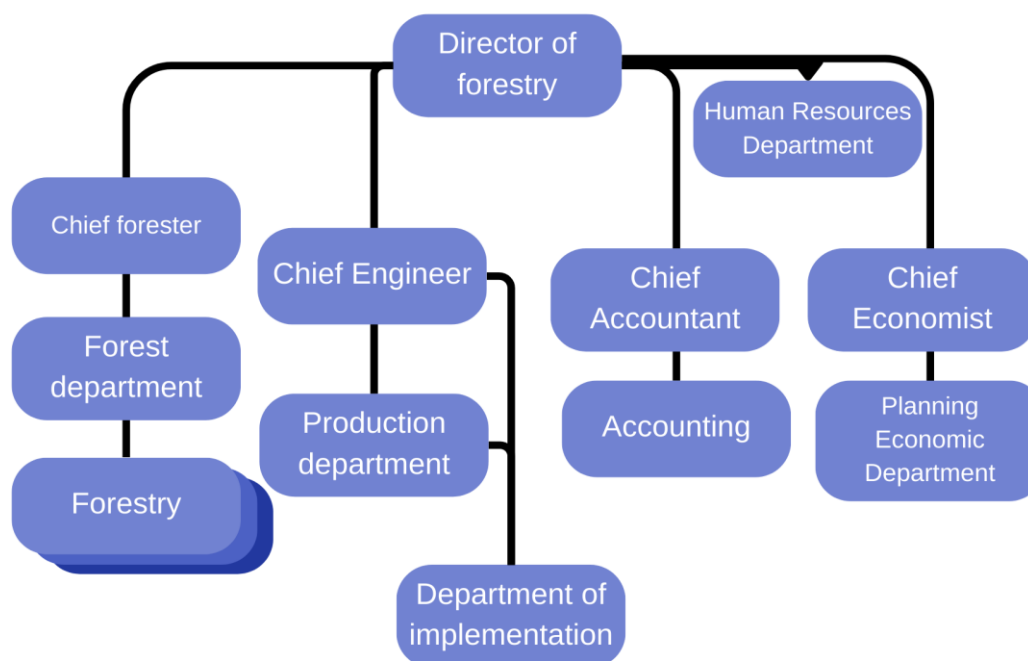 Director of
forestry
Human Resources
Department
Chief forester
Chief Engineer
Chief
Accountant
Chief
Economist
Forest
department
Production
department
Accounting
Planning
Economic
Department
Forestry
Department of
implementation